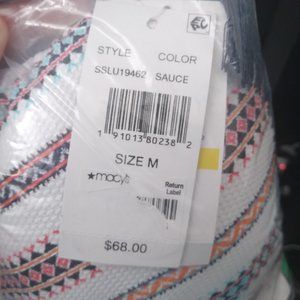 STYLE COLOR
SSLU19462 SAUCE
1 91013 80238 2
SIZE M
★macy's
Return
Label
$68.00